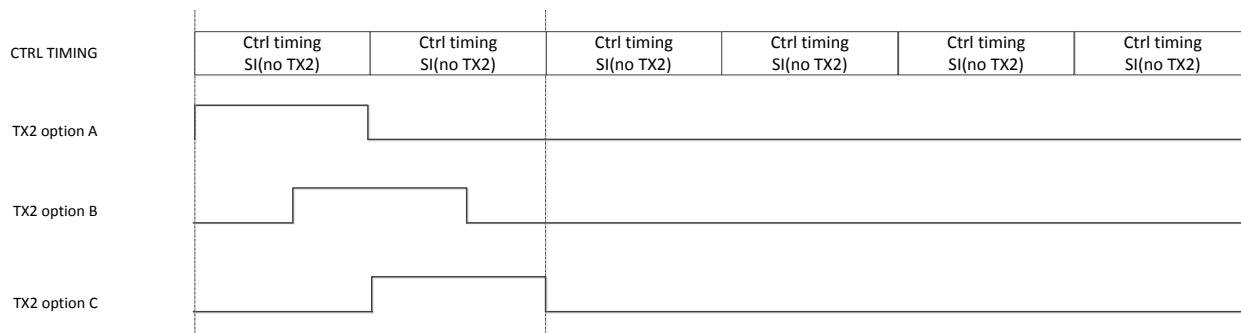 CTRL TIMING
Ctrl timing
SI(no TX2)
Ctrl timing
SI(no TX2)
Ctrl timing
SI(no TX2)
Ctrl timing
SI(no TX2)
Ctrl timing
SI(no TX2)
Ctrl timing
SI(no TX2)
TX2 option A
TX2 option B
TX2 option C